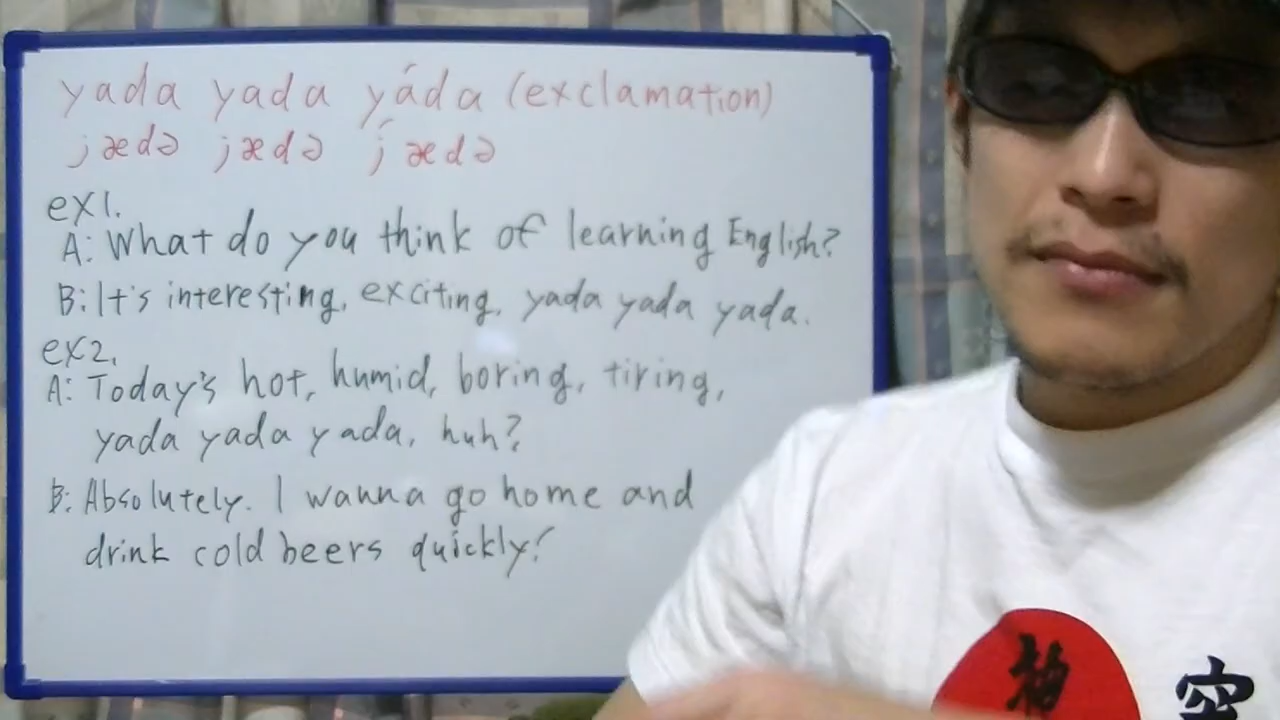 yada yada yáda (exclamation)
jædə jædə j́ædə
ex1.
A: What do you think of learning English?
B: It's interesting, exciting, yada yada yada.
ex2.
A: Today's hot, humid, boring, tiring,
yada yada yada, huh?
B: Absolutely. I wanna go home and
drink cold beers quickly!
空